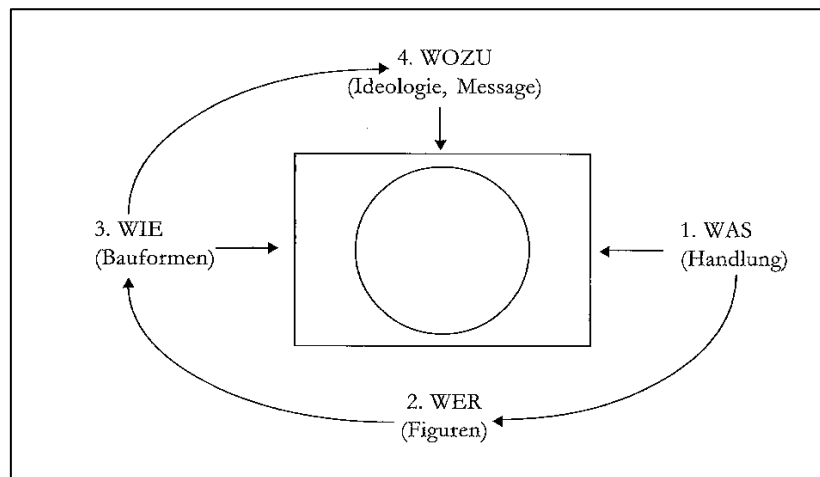 4. WOZU
(Ideologie, Message)
3. WIE
(Bauformen)
1. WAS
(Handlung)
2. WER
(Figuren)